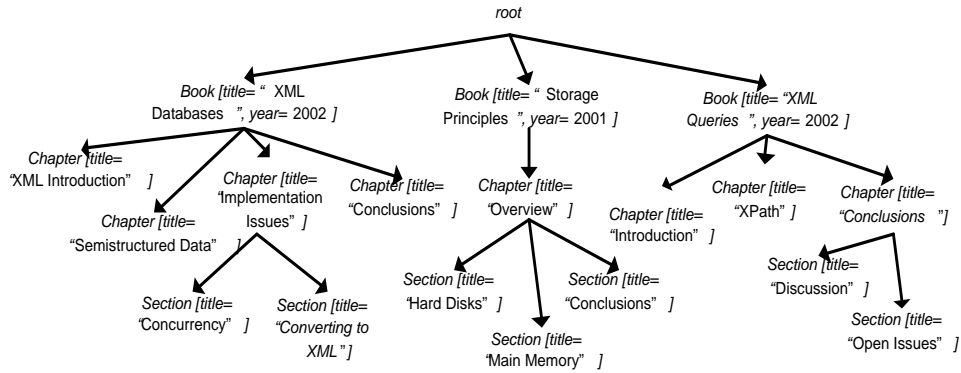 root
Book [title= “ XML
Databases ”, year= 2002 ]
Book [title= “ Storage
Principles ”, year= 2001 ]
Book [title= “XML
Queries ”, year= 2002 ]
Chapter [title=
“XML Introduction” ]
Chapter [title=
“Semistructured Data” ]
Chapter [title=
“Implementation
Issues” ]
Chapter [title=
“Conclusions” ]
Chapter [title=
“Overview” ]
Chapter [title=
“Introduction” ]
Chapter [title=
“XPath” ]
Chapter [title=
“Conclusions ”]
Section [title=
“Concurrency” ]
Section [title=
“Converting to
XML”]
Section [title=
“Hard Disks” ]
Section [title=
“Main Memory” ]
Section [title=
“Conclusions” ]
Section [title=
“Discussion” ]
Section [title=
“Open Issues” ]